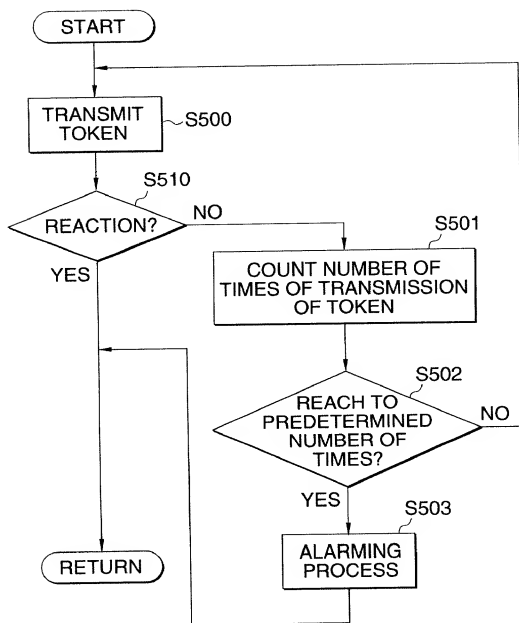 START
TRANSMIT
TOKEN
S500
S510
REACTION?
NO
YES
S501
COUNT NUMBER OF
TIMES OF TRANSMISSION
OF TOKEN
S502
REACH TO
PREDETERMINED
NUMBER OF
TIMES?
NO
YES
S503
ALARMING
PROCESS
RETURN